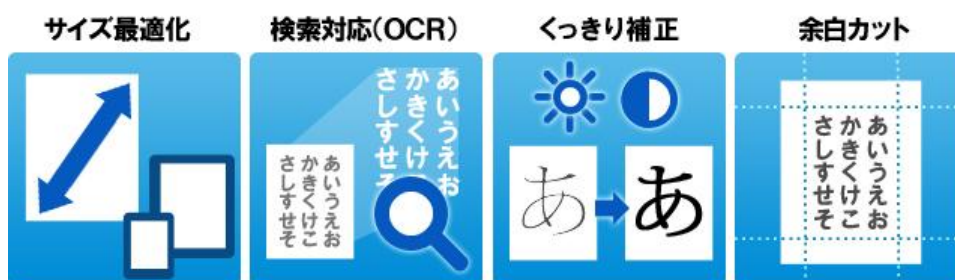 サイズ最適化
検索対応(OCR)
くっきり補正
余白カット
あいうえお
かきくけ
さしすせそ
あいうえお
かきくけこ
さしすせそ
あ
あ
あいうえお
かきくけこ
さしすせそ